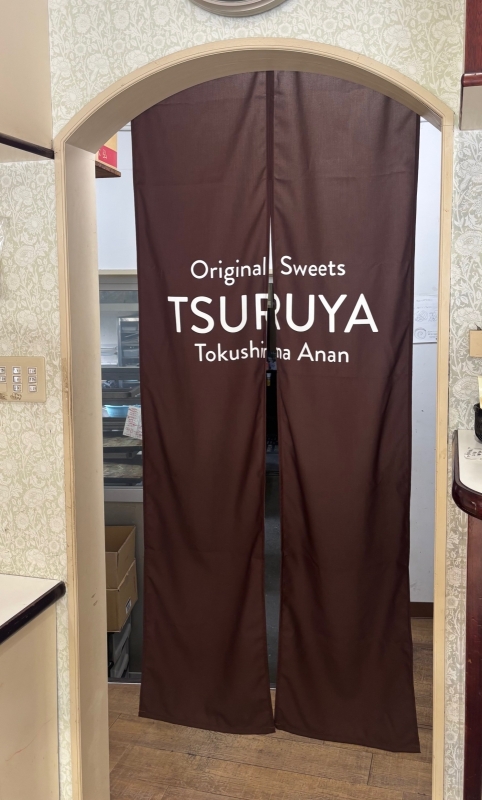 Original Sweets
TSURUYA
Tokushima Anan